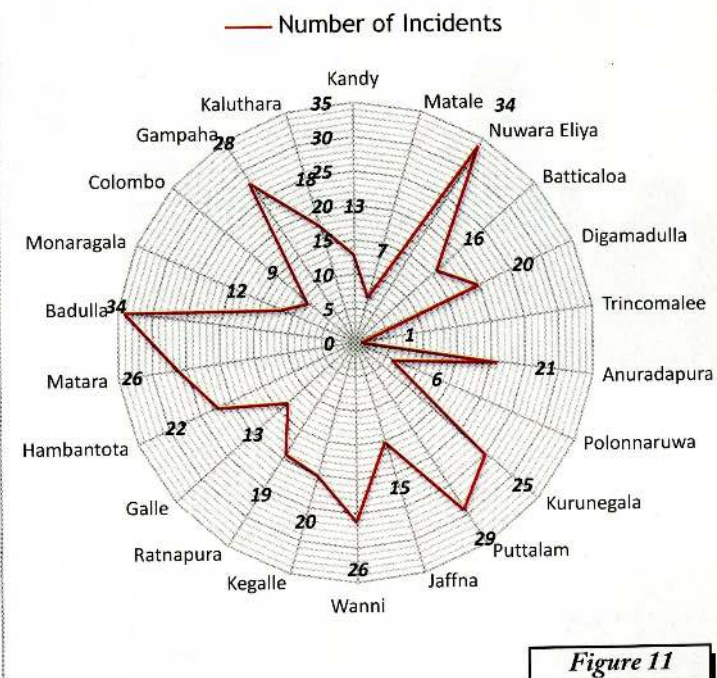 Number of Incidents
Kandy
Matale
34
Nuwara Eliya
Batticaloa
Digamadulla
Trincomalee
Anuradapura
Polonnaruwa
Kurunegala
Puttalam
Jaffna
Wanni
Kegalle
Ratnapura
Galle
Hambantota
Matara
Badulla
Monaragala
Colombo
Gampaha
Kaluthara
35
30
25
20
15
10
5
0
13
7
16
20
1
21
6
25
29
15
26
20
19
13
22
26
34
12
9
28
18
Figure 11